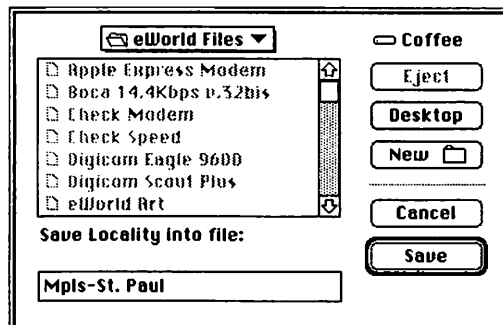 eWorld Files
Coffee
Apple Express Modem
Boca 14.4Kbps v.32bis
Check Modem
Check Speed
Digicom Eagle 9600
Digicom Scout Plus
eWorld Art
Eject
Desktop
New
Save Locality into file:
Cancel
Save
Mpls-St. Paul